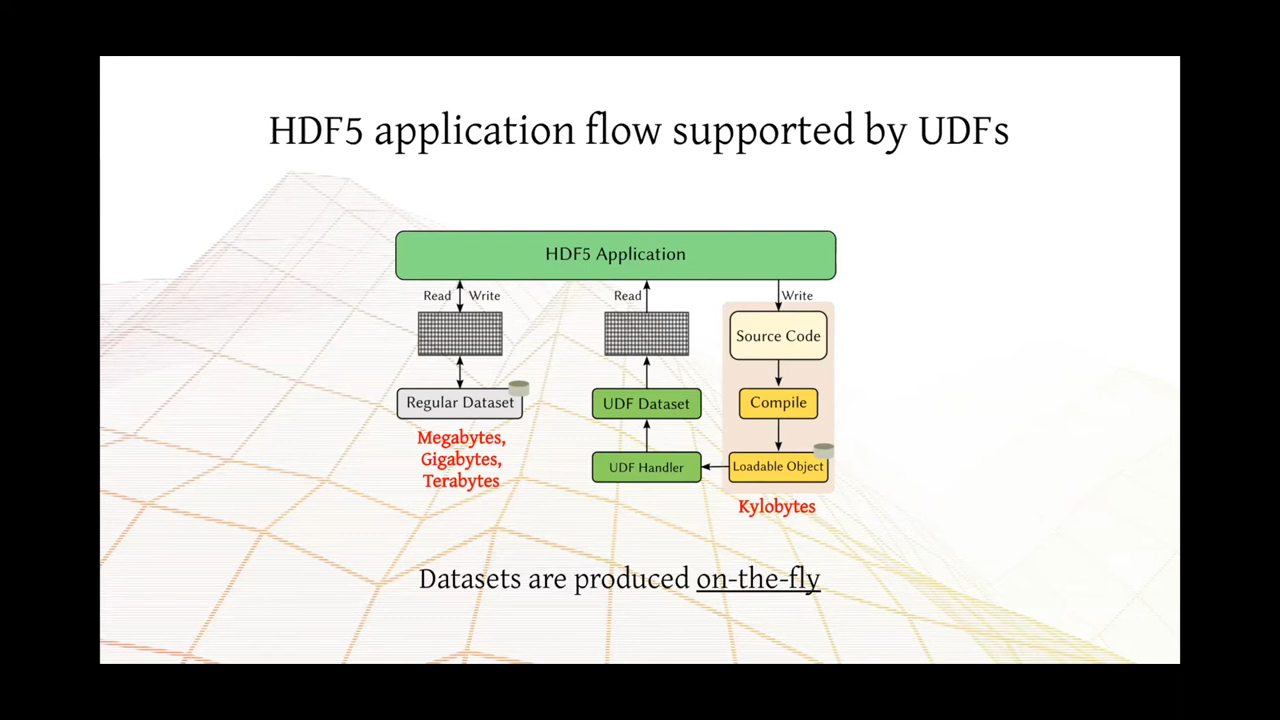 HDF5 application flow supported by UDFs
HDF5 Application
Read Write
Read
Write
Source Code
Regular Dataset
UDF Dataset
Compile
Megabytes,
Gigabytes,
Terabytes
UDF Handler
Loadable Object
Kylobytes
Datasets are produced on-the-fly